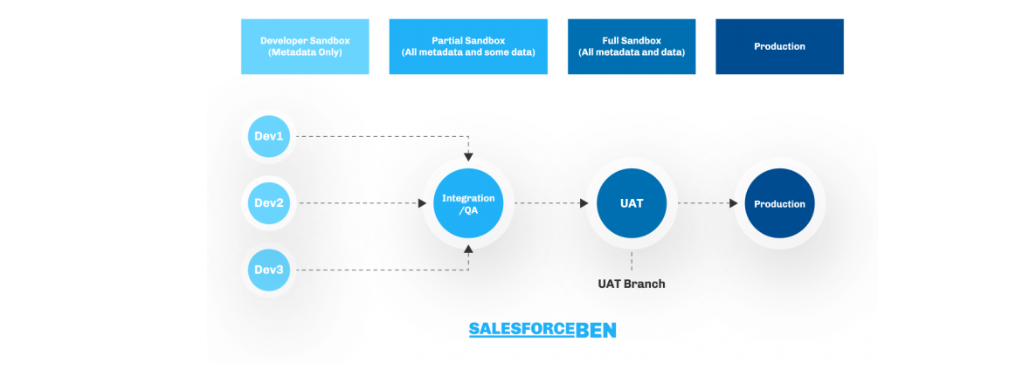 Developer Sandbox
(Metadata Only)
Partial Sandbox
(All metadata and some data)
Full Sandbox
(All metadata and data)
Production
Dev1
Dev2
Dev3
Integration
/QA
UAT
Production
UAT Branch
SALESFORCEBEN